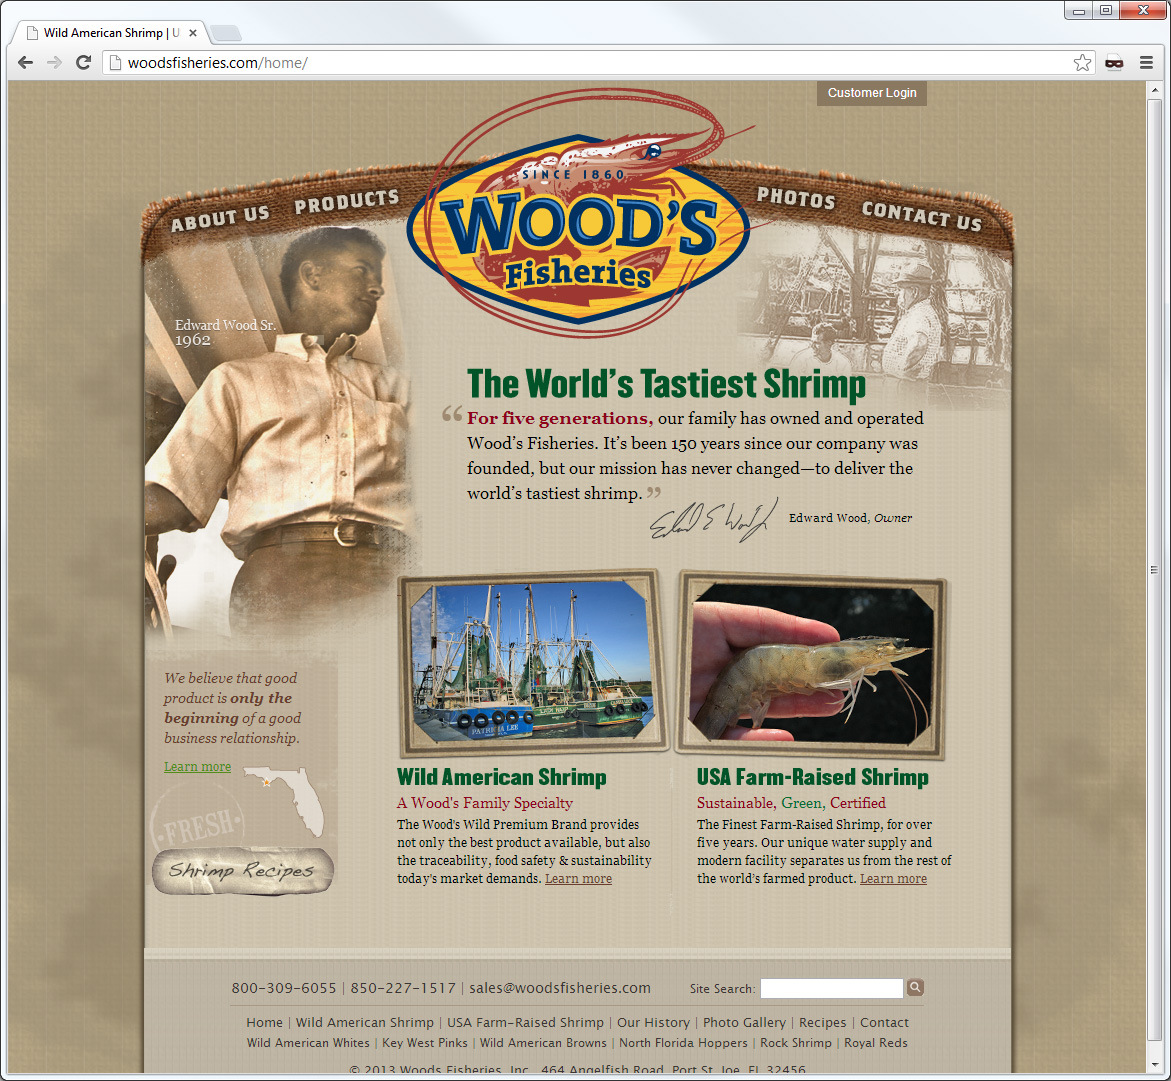 Wild American Shrimp | U
woodsfisheries.com/home/
Customer Login
ABOUT US
PRODUCTS
SINCE 1860
WOOD'S
Fisheries
PHOTOS
CONTACT US
Edward Wood Sr.
1962
The World's Tastiest Shrimp
“ For five generations, our family has owned and operated
Wood's Fisheries. It's been 150 years since our company was
founded, but our mission has never changed—to deliver the
world's tastiest shrimp. ”
Edward Wood, Owner
PATRICIA LEE
We believe that good
product is only the
beginning of a good
business relationship.
Learn more
FRESH
Shrimp Recipes
Wild American Shrimp
A Wood's Family Specialty
The Wood's Wild Premium Brand provides
not only the best product available, but also
the traceability, food safety & sustainability
today's market demands. Learn more
USA Farm-Raised Shrimp
Sustainable, Green, Certified
The Finest Farm-Raised Shrimp, for over
five years. Our unique water supply and
modern facility separates us from the rest of
the world's farmed product. Learn more
800-309-6055 | 850-227-1517 | sales@woodsfisheries.com
Site Search:
Home | Wild American Shrimp | USA Farm-Raised Shrimp | Our History | Photo Gallery | Recipes | Contact
Wild American Whites | Key West Pinks | Wild American Browns | North Florida Hoppers | Rock Shrimp | Royal Reds
© 2013 Woods Fisheries, Inc., 464 Angelfish Road, Port St. Joe, FL 32456